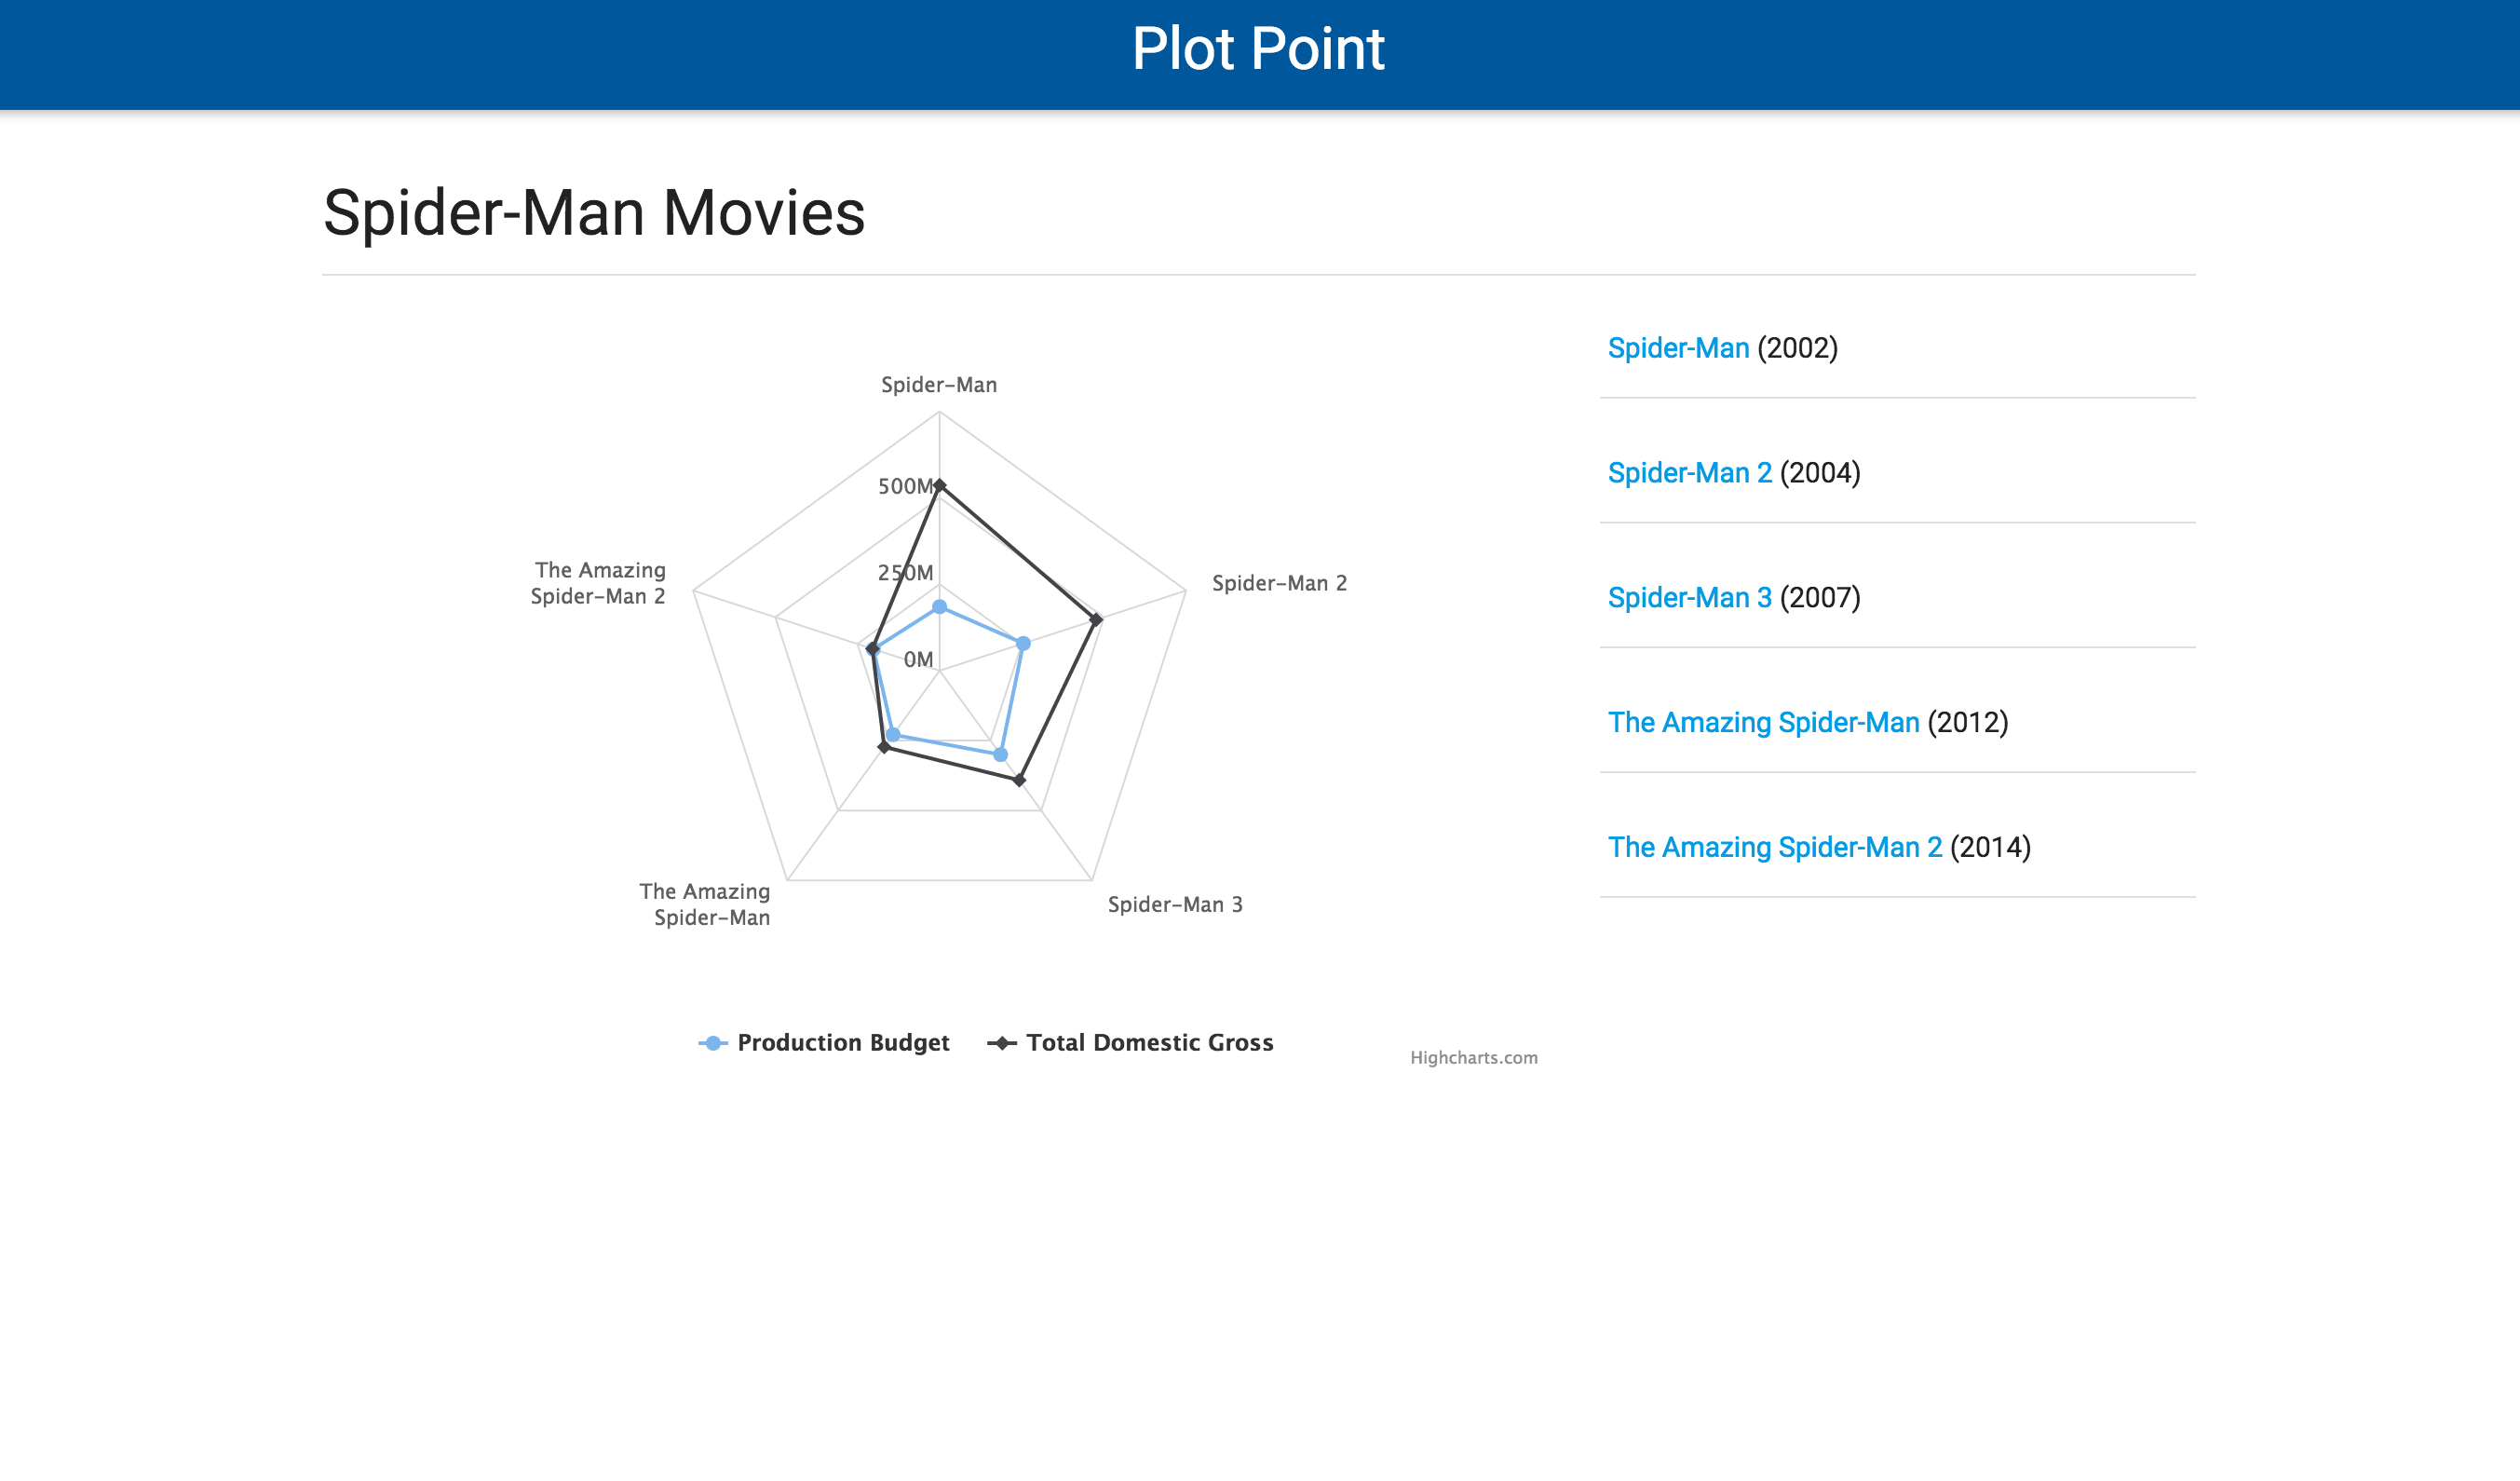 Plot Point
Spider-Man Movies
Spider-Man
500M
250M
0M
Spider-Man 2
Spider-Man 3
The Amazing
Spider-Man
The Amazing
Spider-Man 2
Production Budget
Total Domestic Gross
Highcharts.com
Spider-Man (2002)
Spider-Man 2 (2004)
Spider-Man 3 (2007)
The Amazing Spider-Man (2012)
The Amazing Spider-Man 2 (2014)